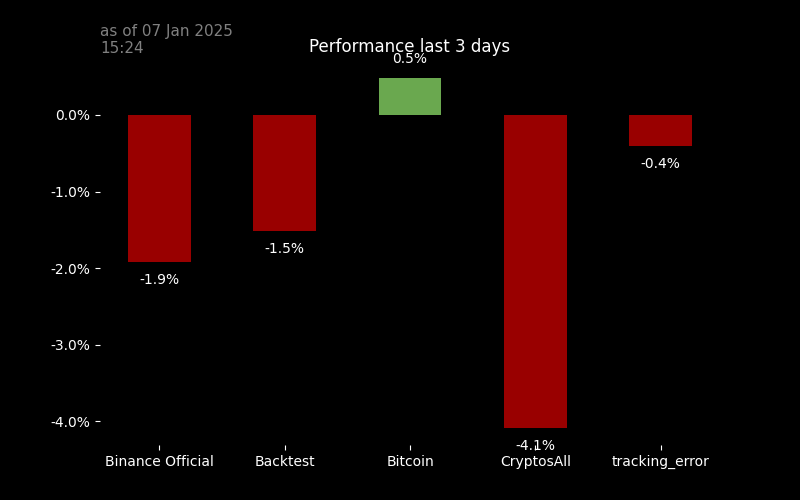 as of 07 Jan 2025
15:24
Performance last 3 days
0.5%
0.0%
-0.4%
-1.0%
-1.5%
-2.0%
-1.9%
-3.0%
-4.0%
-4.1%
Binance Official
Backtest
Bitcoin
CryptosAll
tracking_error